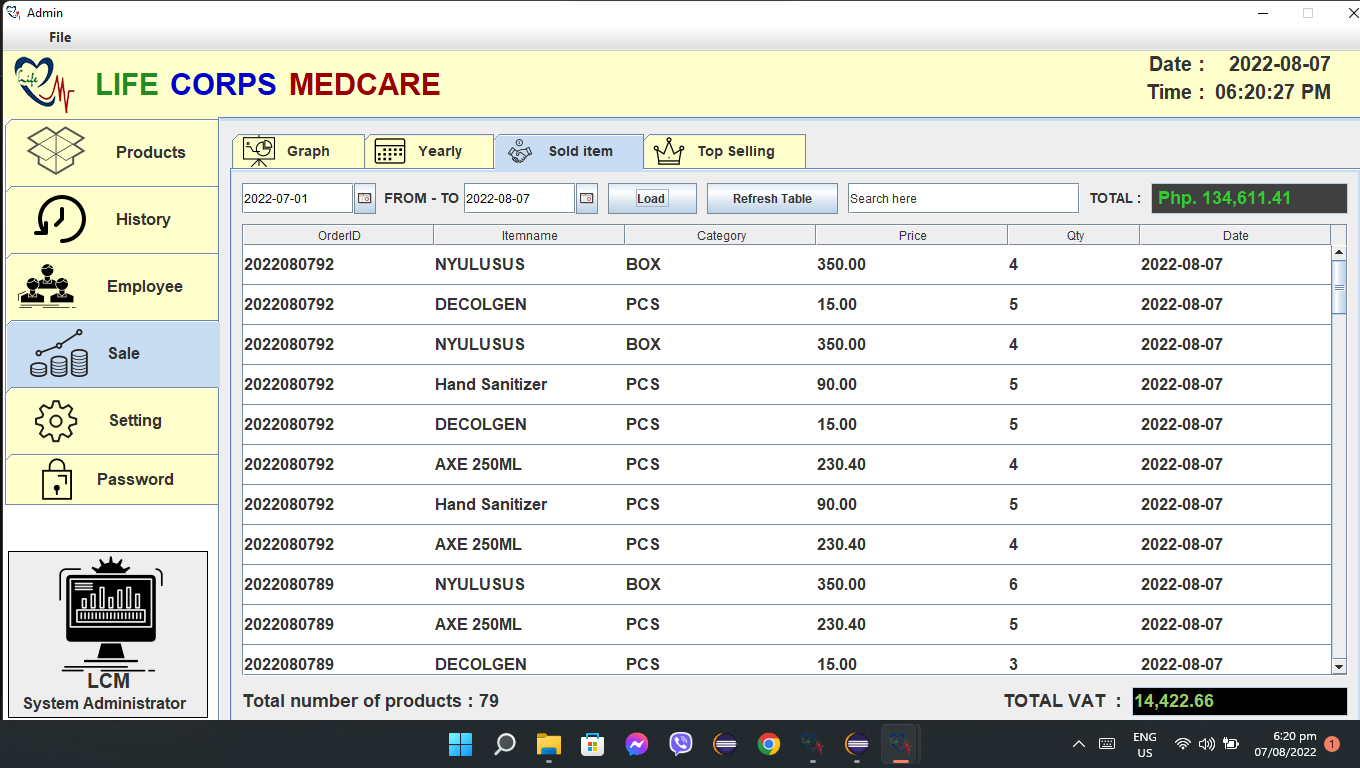 Admin
File
Life
LIFE CORPS MEDCARE
Date : 2022-08-07
Time : 06:20:27 PM
Products
History
Employee
Sale
Setting
Password
LCM
System Administrator
Graph Yearly Sold item Top Selling
2022-07-01 FROM - TO 2022-08-07 Load Refresh Table Search here TOTAL : Php. 134,611.41
OrderID Itemname Category Price Qty Date
2022080792 NYULUSUS BOX 350.00 4 2022-08-07
2022080792 DECOLGEN PCS 15.00 5 2022-08-07
2022080792 NYULUSUS BOX 350.00 4 2022-08-07
2022080792 Hand Sanitizer PCS 90.00 5 2022-08-07
2022080792 DECOLGEN PCS 15.00 5 2022-08-07
2022080792 AXE 250ML PCS 230.40 4 2022-08-07
2022080792 Hand Sanitizer PCS 90.00 5 2022-08-07
2022080792 AXE 250ML PCS 230.40 4 2022-08-07
2022080789 NYULUSUS BOX 350.00 6 2022-08-07
2022080789 AXE 250ML PCS 230.40 5 2022-08-07
2022080789 DECOLGEN PCS 15.00 3 2022-08-07
Total number of products : 79 TOTAL VAT : 14,422.66
ENG
US
6:20 pm
07/08/2022
1